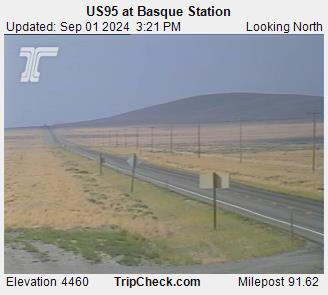 US95 at Basque Station
Updated: Sep 01 2024 3:21 PM Looking North
Elevation 4460 TripCheck.com Milepost 91.62